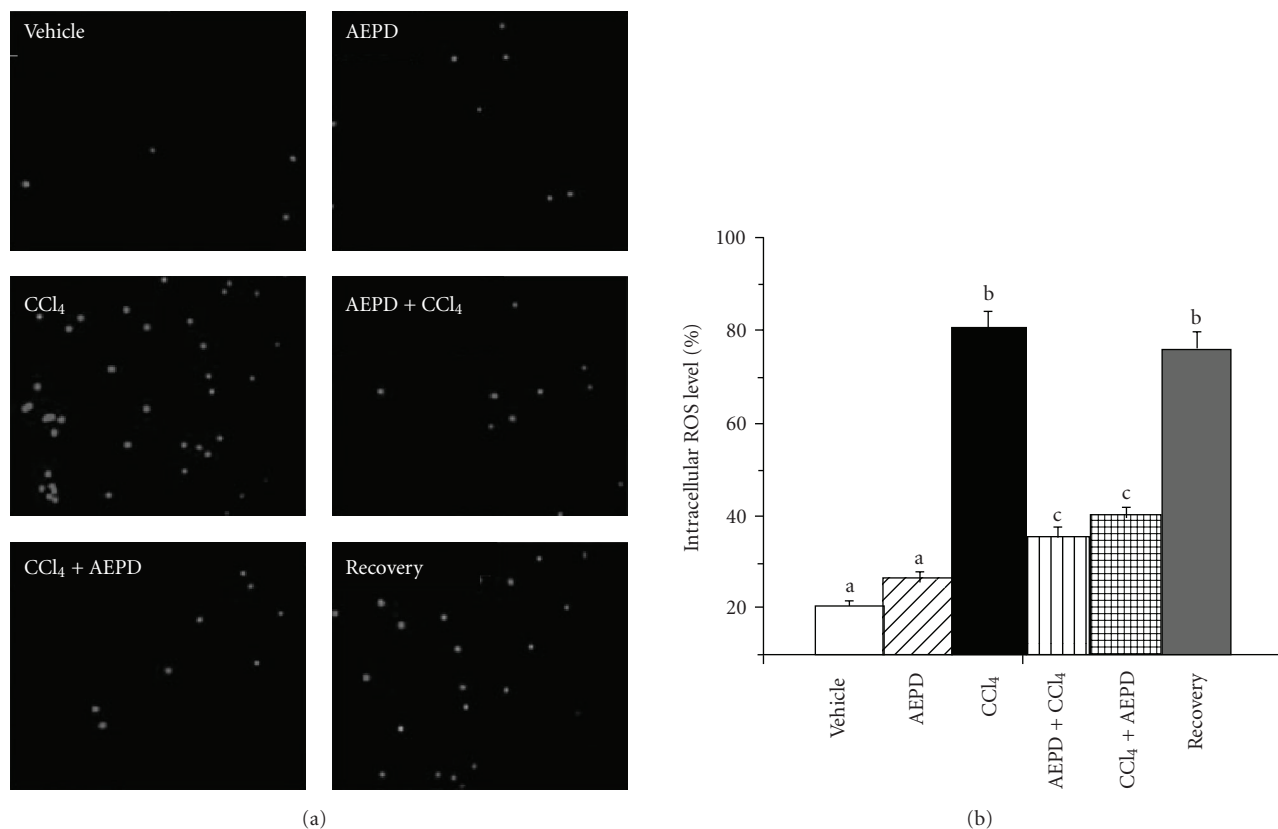 Vehicle
AEPD
CCl₄
AEPD + CCl₄
CCl₄ + AEPD
Recovery
(a)
Intracellular ROS level (%)
100
80
60
40
20
a
a
b
c
c
b
Vehicle
AEPD
CCl₄
AEPD + CCl₄
CCl₄ + AEPD
Recovery
(b)